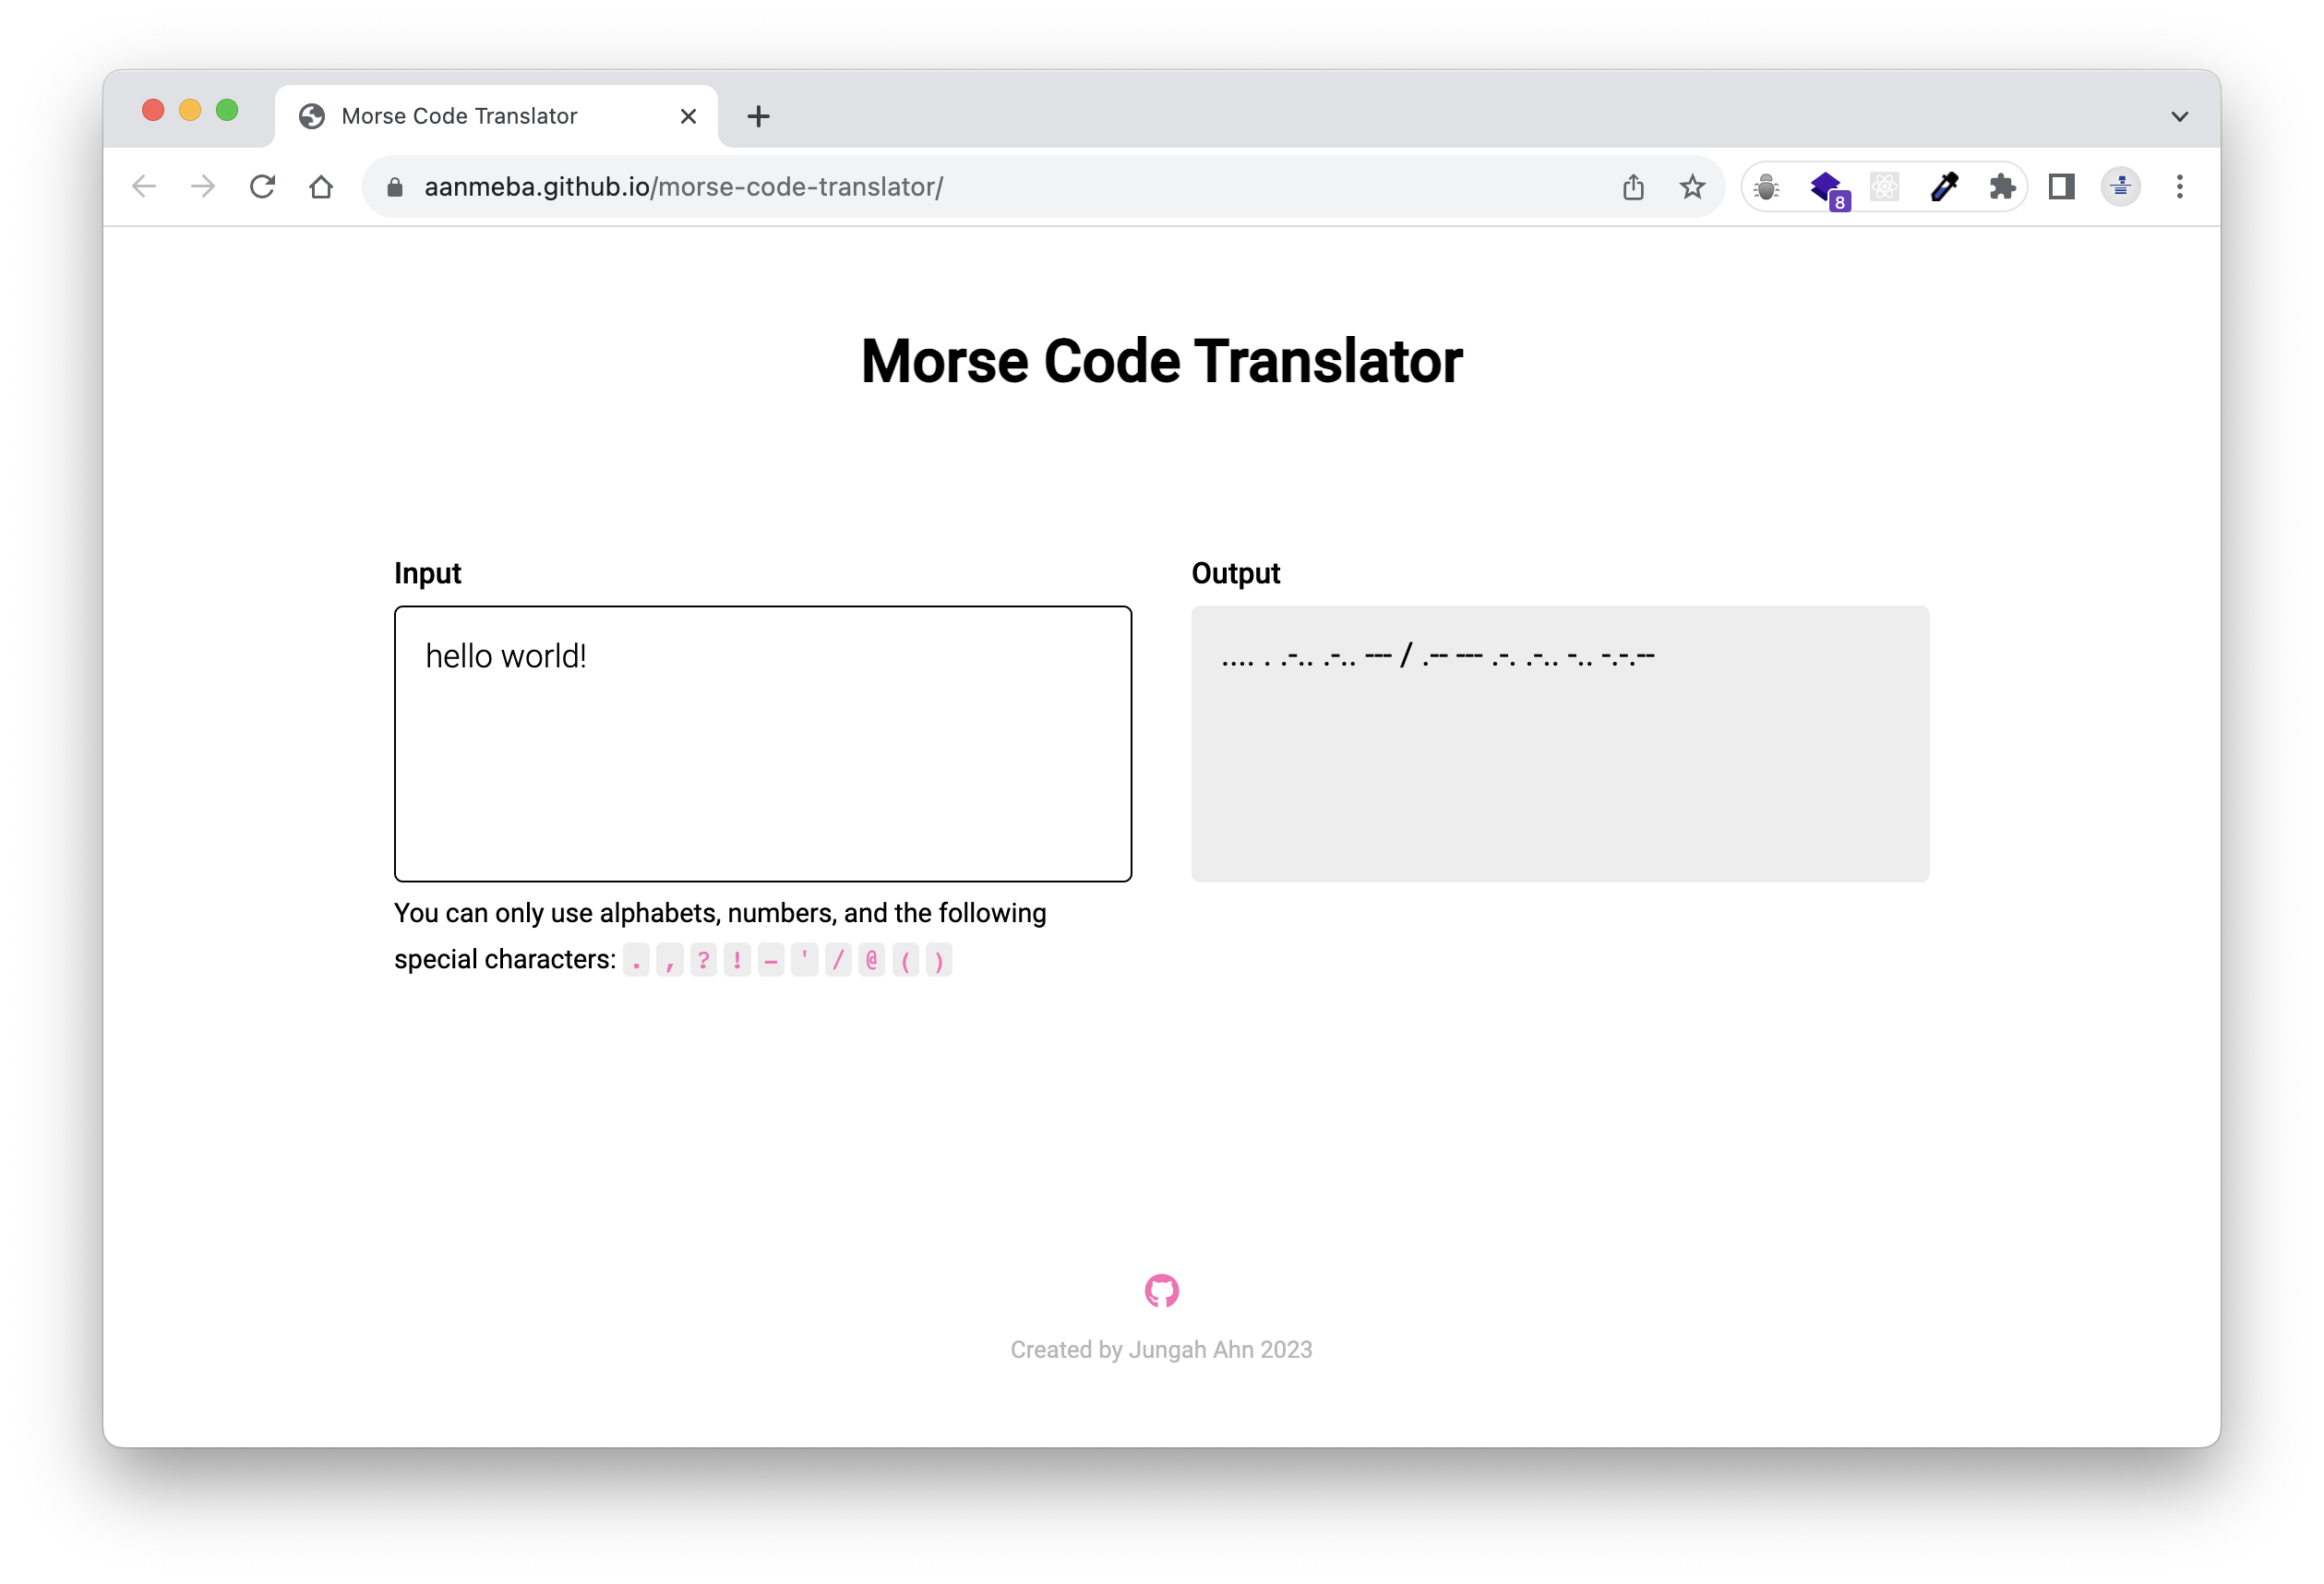 Morse Code Translator
aanmeba.github.io/morse-code-translator/
8
Morse Code Translator
Input
Output
hello world!
.... . .-.. .-.. --- / .-- --- .-. .-.. -.. -.-.--
You can only use alphabets, numbers, and the following
special characters: . , ? ! - ' / @ ( )
Created by Jungah Ahn 2023